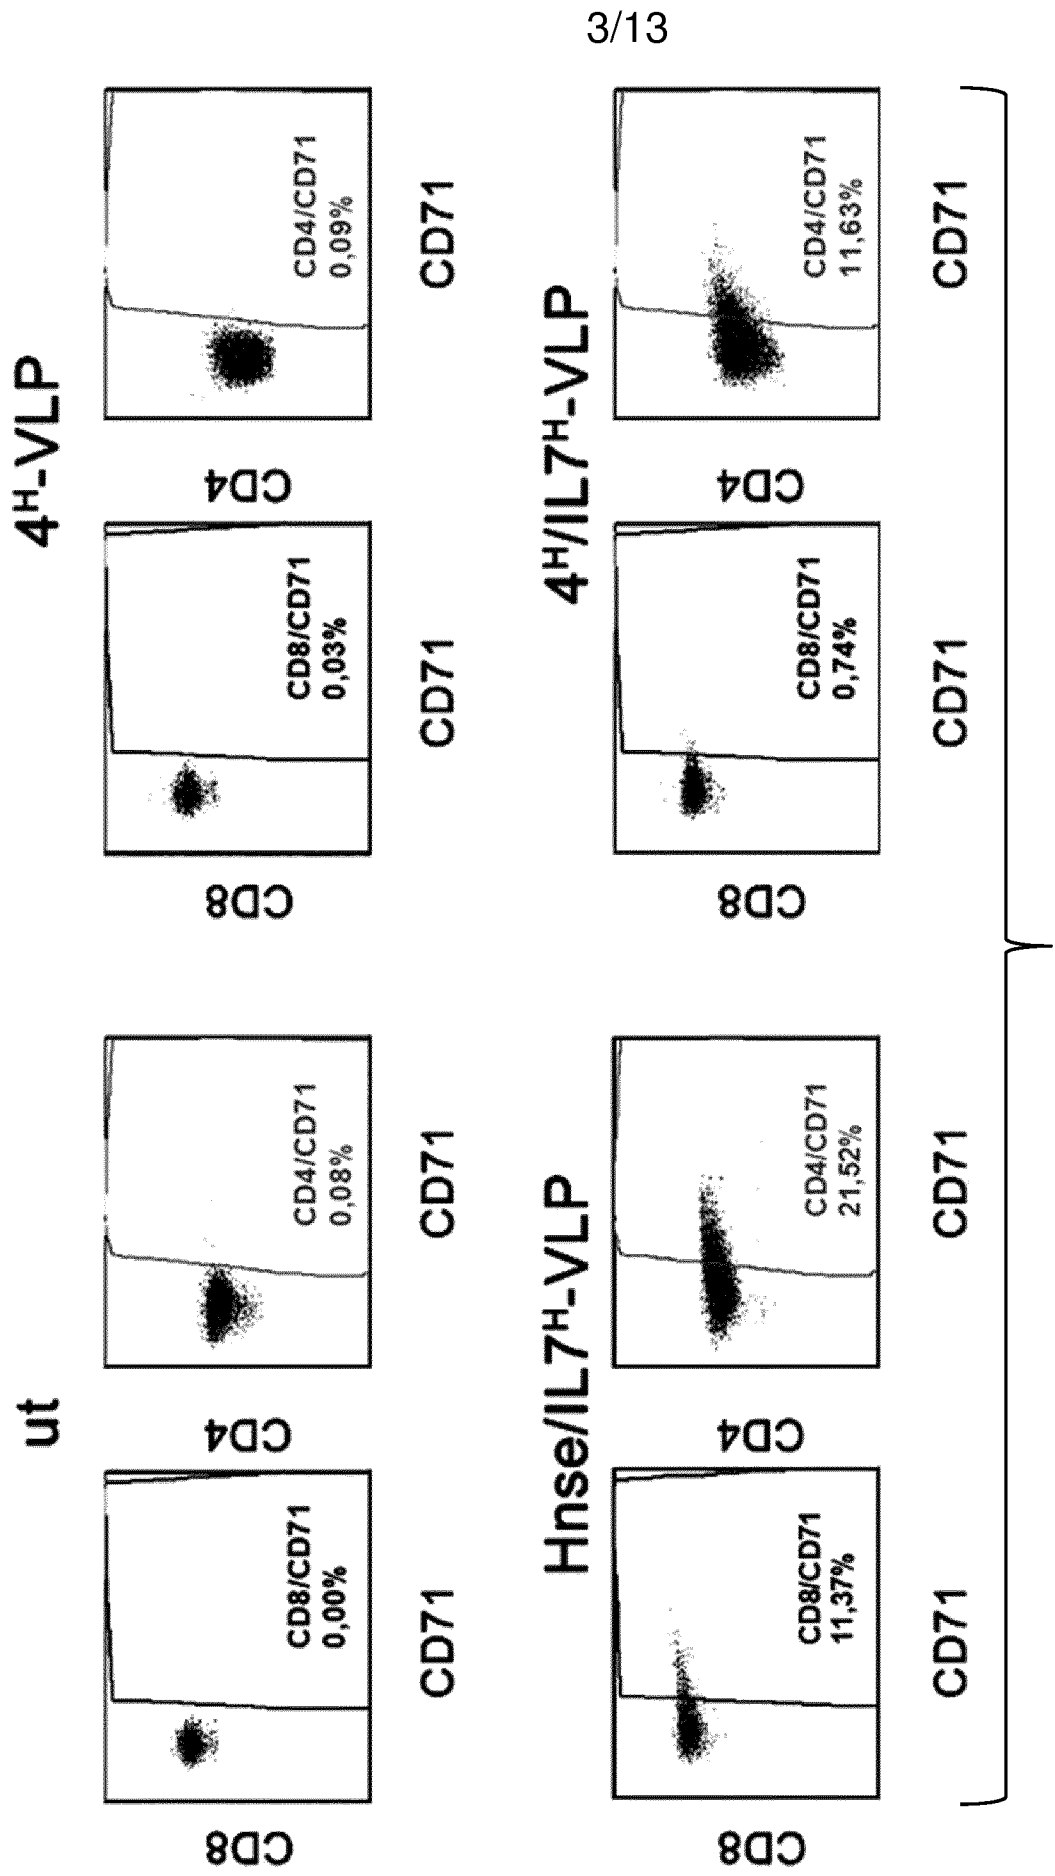 3/13
ut
CD8
CD8/CD71
0,00%
CD71
CD4
CD4/CD71
0,08%
CD71
4H-VLP
CD8
CD8/CD71
0,03%
CD71
CD4
CD4/CD71
0,09%
CD71
Hnse/IL7H-VLP
CD8
CD8/CD71
11,37%
CD71
CD4
CD4/CD71
21,52%
CD71
4H/IL7H-VLP
CD8
CD8/CD71
0,74%
CD71
CD4
CD4/CD71
11,63%
CD71